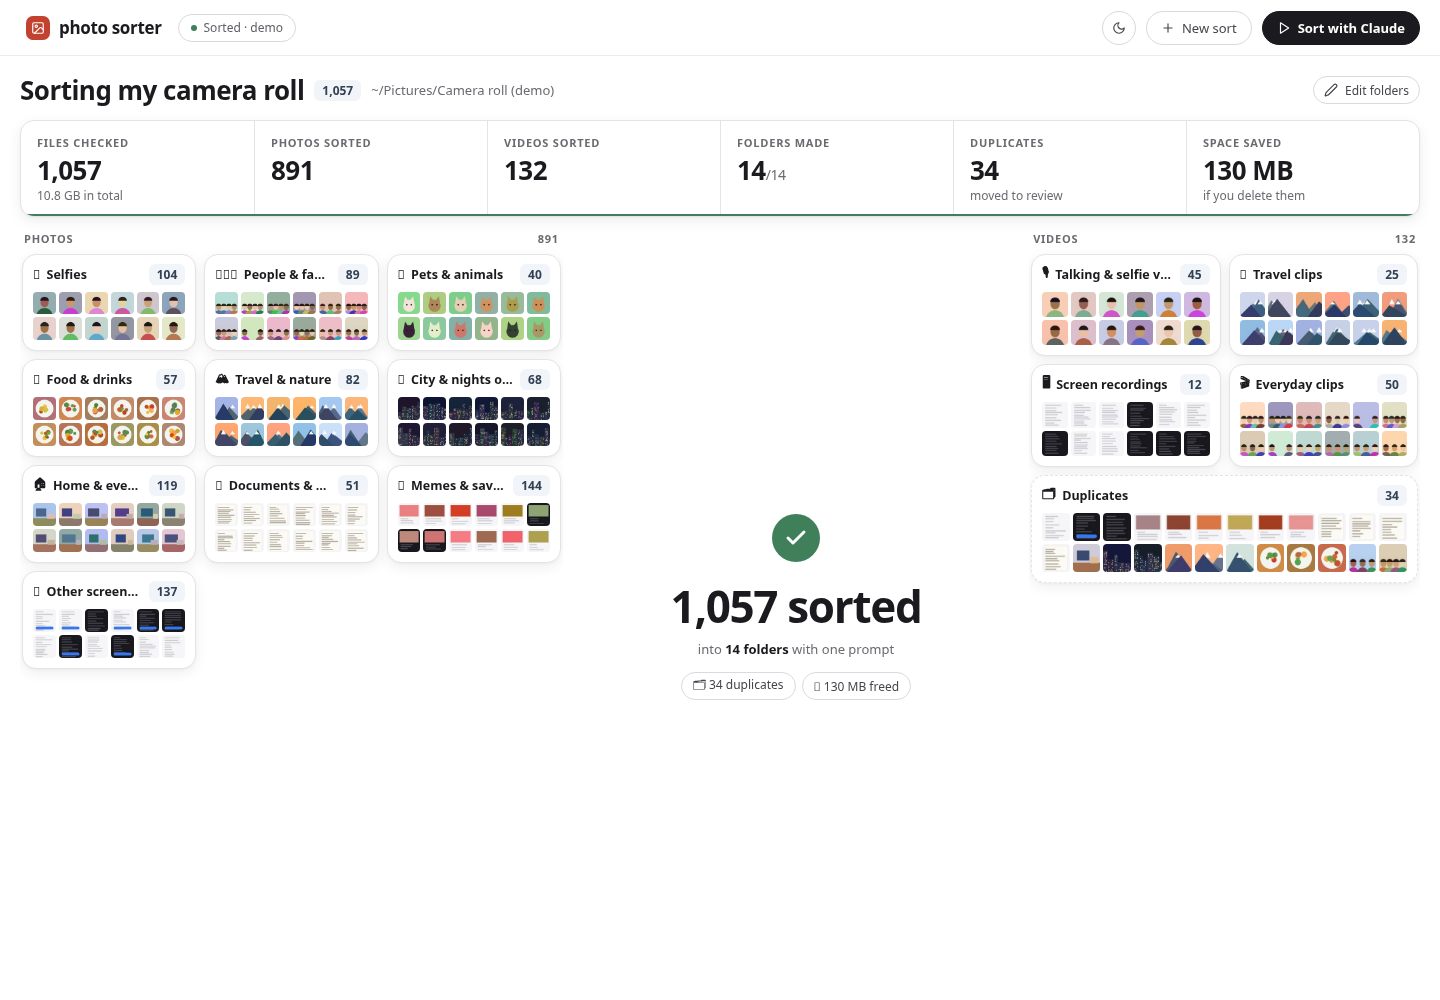 photo sorter
Sorted · demo
New sort
Sort with Claude
Sorting my camera roll
1,057
~/Pictures/Camera roll (demo)
Edit folders
FILES CHECKED
1,057
10.8 GB in total
PHOTOS SORTED
891
VIDEOS SORTED
132
FOLDERS MADE
14/14
DUPLICATES
34
moved to review
SPACE SAVED
130 MB
if you delete them
PHOTOS
891
Selfies
104
People & fa...
89
Pets & animals
40
Food & drinks
57
Travel & nature
82
City & nights o...
68
Home & eve...
119
Documents & ...
51
Memes & sav...
144
Other screen...
137
1,057 sorted
into 14 folders with one prompt
34 duplicates
130 MB freed
VIDEOS
132
Talking & selfie v...
45
Travel clips
25
Screen recordings
12
Everyday clips
50
Duplicates
34